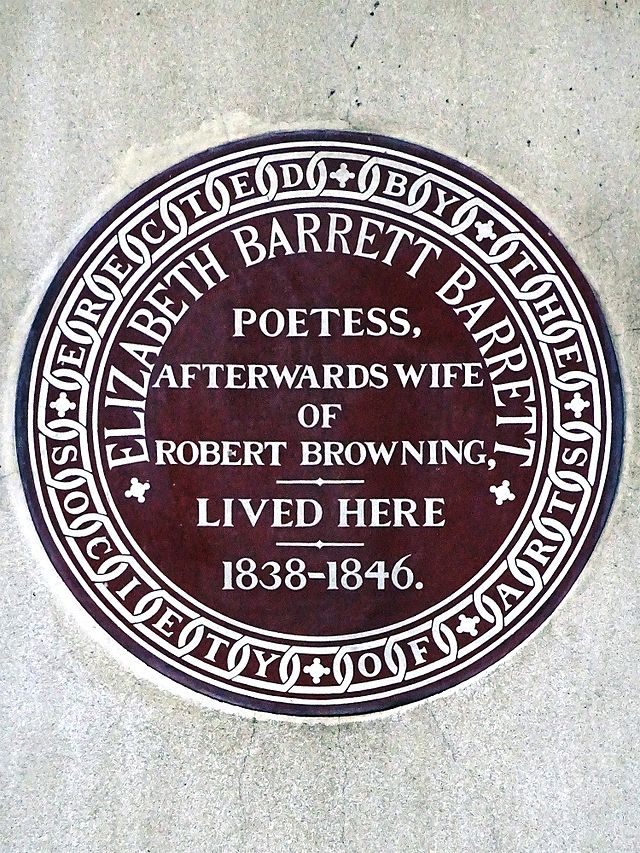 ERECTED BY THE
SOCIETY OF ARTS
ELIZABETH BARRETT BARRETT
POETESS,
AFTERWARDS WIFE
OF
ROBERT BROWNING,
LIVED HERE
1838-1846.